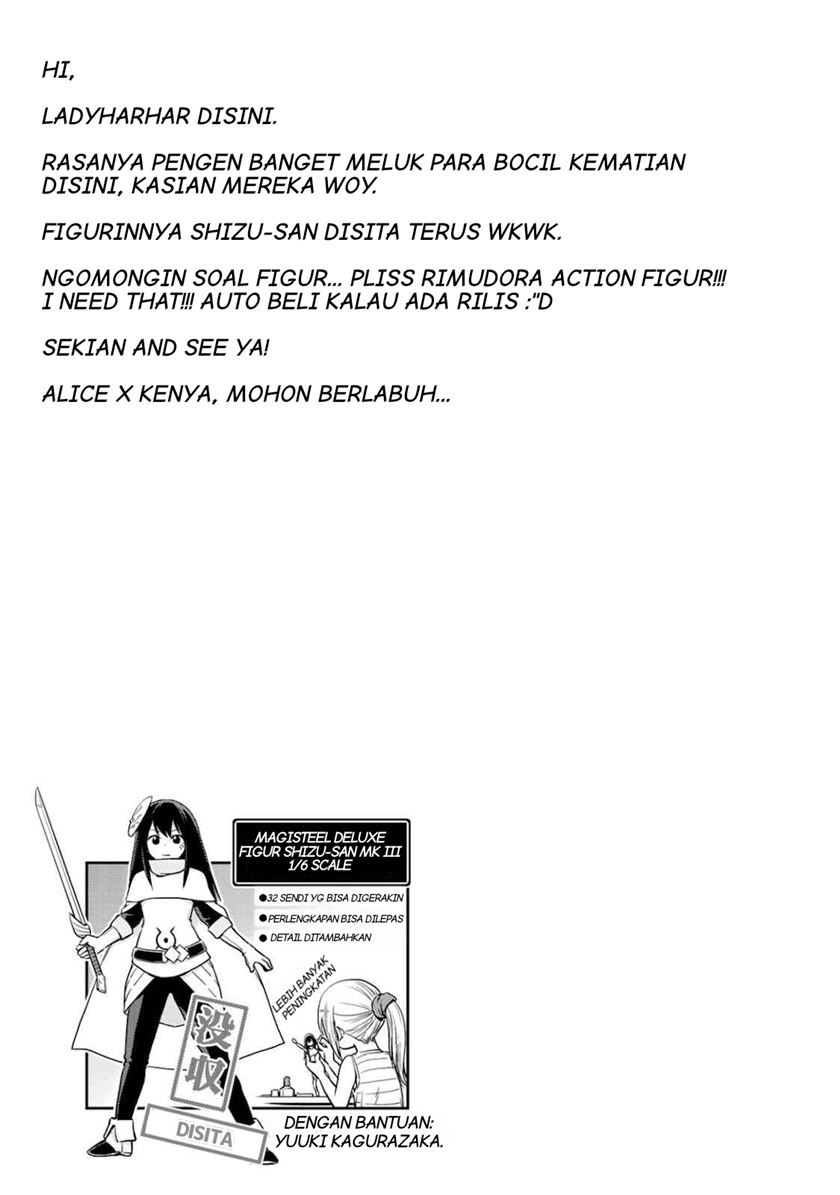 HI,
LADYHARHAR DISINI.
RASANYA PENGEN BANGET MELUK PARA BOCIL KEMATIAN
DISINI, KASIAN MEREKA WOY.
FIGURINNYA SHIZU-SAN DISITA TERUS WKWK.
NGOMONGIN SOAL FIGUR... PLISS RIMUDORA ACTION FIGUR!!!
I NEED THAT!!! AUTO BELI KALAU ADA RILIS :"D
SEKIAN AND SEE YA!
ALICE X KENYA, MOHON BERLABUH...
MAGISTEEL DELUXE
FIGUR SHIZU-SAN MK III
1/6 SCALE
●32 SENDI YG BISA DIGERAKIN
●PERLENGKAPAN BISA DILEPAS
● DETAIL DITAMBAHKAN
LEBIH BANYAK
PENINGKATAN
没収
DISITA
DENGAN BANTUAN:
YUUKI KAGURAZAKA.